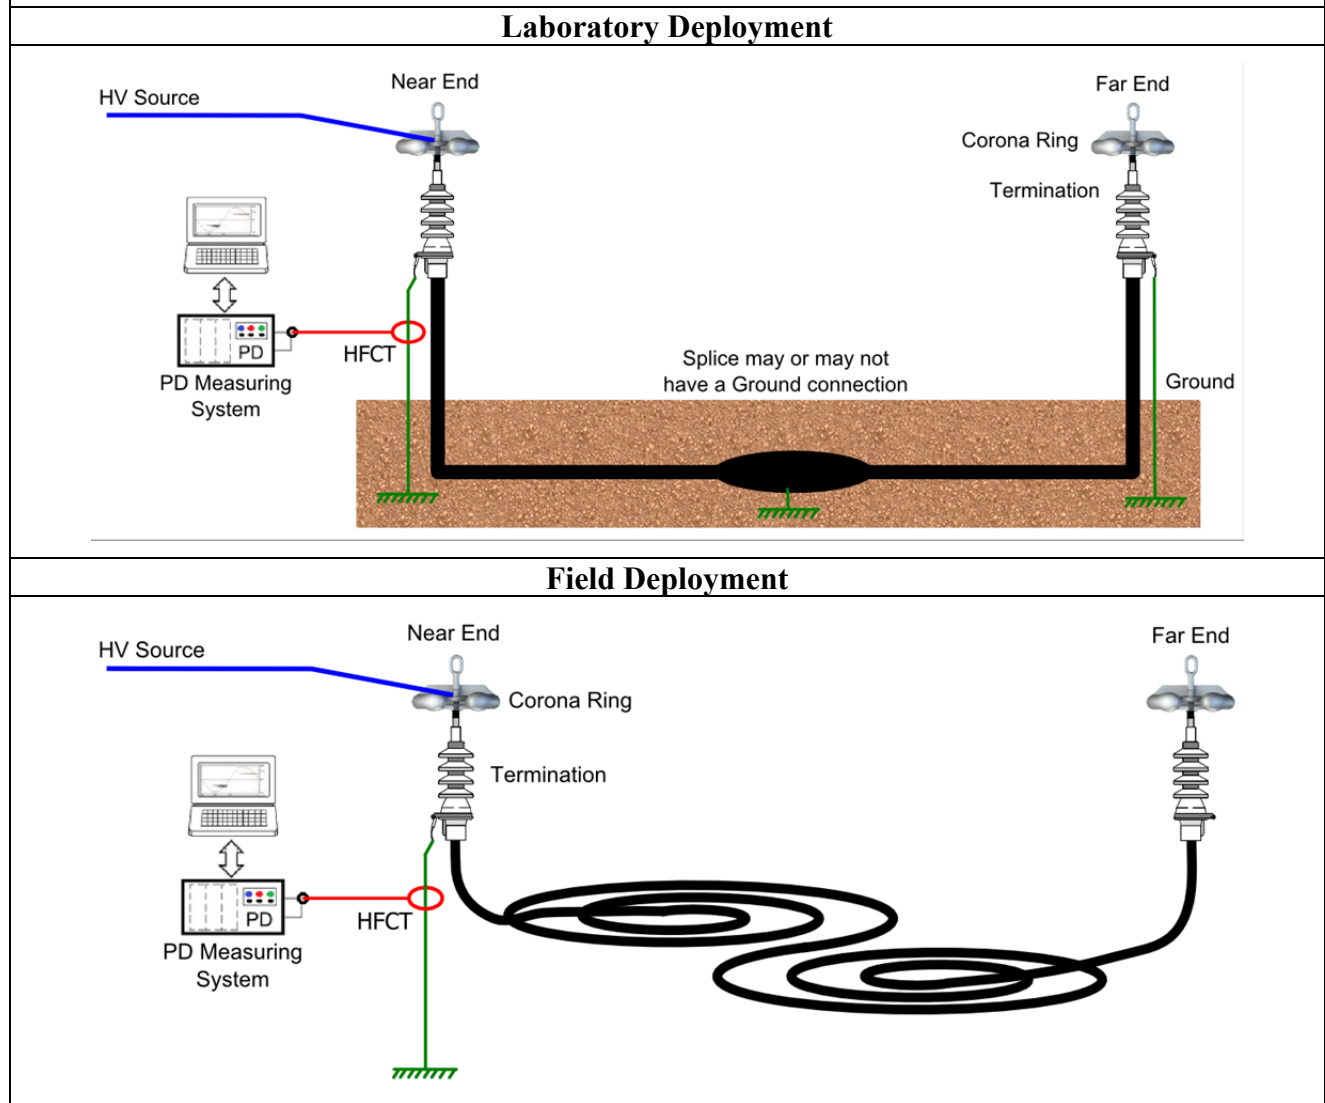 Laboratory Deployment
Near End
Far End
HV Source
Corona Ring
Termination
PD
HFCT
PD Measuring
System
Splice may or may not
have a Ground connection
Ground
Field Deployment
Near End
Far End
HV Source
Corona Ring
Termination
PD
HFCT
PD Measuring
System